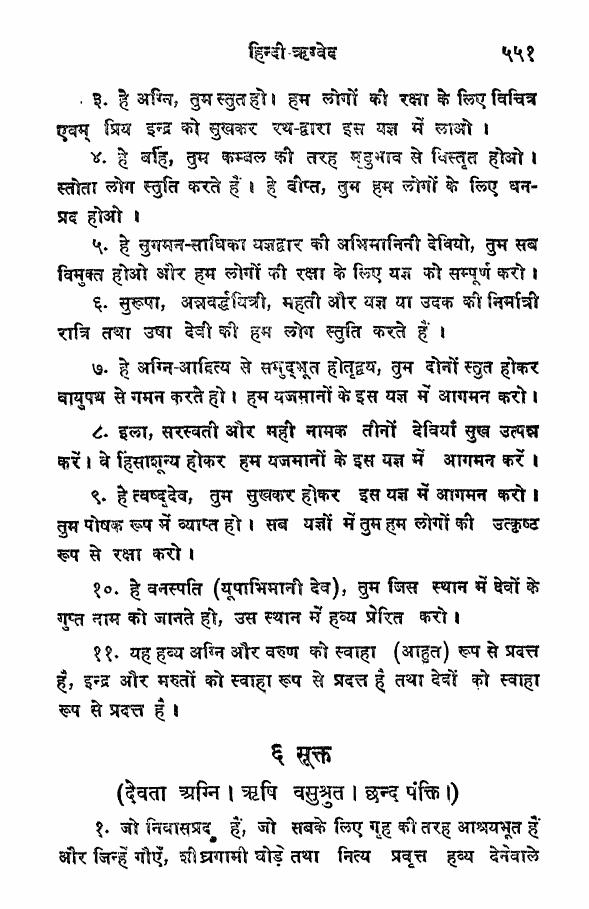 हिन्दी-ऋग्वेद ५५१
३. हे अग्नि, तुम स्तुत हो। हम लोगों की रक्षा के लिए विचित्र
एवम् प्रिय इन्द्र को सुखकर रथ-द्वारा इस यज्ञ में लाओ ।
४. हे बर्हि, तुम कम्बल की तरह मृदुभाव से विस्तृत होओ ।
स्तोता लोग स्तुति करते हैं । हे दीप्त, तुम हम लोगों के लिए धन-
प्रद होओ ।
५. हे सुगमन-साधिका यज्ञद्वार की अभिमानिनी देवियो, तुम सब
विमुक्त होओ और हम लोगों की रक्षा के लिए यज्ञ को सम्पूर्ण करो ।
६. सुरूपा, अन्नवर्द्धयित्री, महती और यज्ञ या उदक की निर्मात्री
रात्रि तथा उषा देवी की हम लोग स्तुति करते हैं ।
७. हे अग्नि-आदित्य से समुद्भूत होतृद्वय, तुम दोनों स्तुत होकर
वायुपथ से गमन करते हो । हम यजमानों के इस यज्ञ में आगमन करो ।
८. इला, सरस्वती और मही नामक तीनों देवियाँ सुख उत्पन्न
करें । वे हिंसाशून्य होकर हम यजमानों के इस यज्ञ में आगमन करें ।
९. हे त्वष्टृदेव, तुम सुखकर होकर इस यज्ञ में आगमन करो ।
तुम पोषक रूप में व्याप्त हो । सब यज्ञों में तुम हम लोगों की उत्कृष्ट
रूप से रक्षा करो ।
१०. हे वनस्पति (यूपाभिमानी देव), तुम जिस स्थान में देवों के
गुप्त नाम को जानते हो, उस स्थान में हव्य प्रेरित करो ।
११. यह हव्य अग्नि और वरुण को स्वाहा (आहुत) रूप से प्रदत्त
है, इन्द्र और मरुतों को स्वाहा रूप से प्रदत्त है तथा देवों को स्वाहा
रूप से प्रदत्त है ।
६ सूक्त
(देवता अग्नि । ऋषि वसुश्रुत । छन्द पंक्ति ।)
१. जो निवासप्रद हैं, जो सबके लिए गृह की तरह आश्रयभूत हैं
और जिन्हें गौएँ, शीघ्रगामी घोड़े तथा नित्य प्रवृत्त हव्य देनेवाले